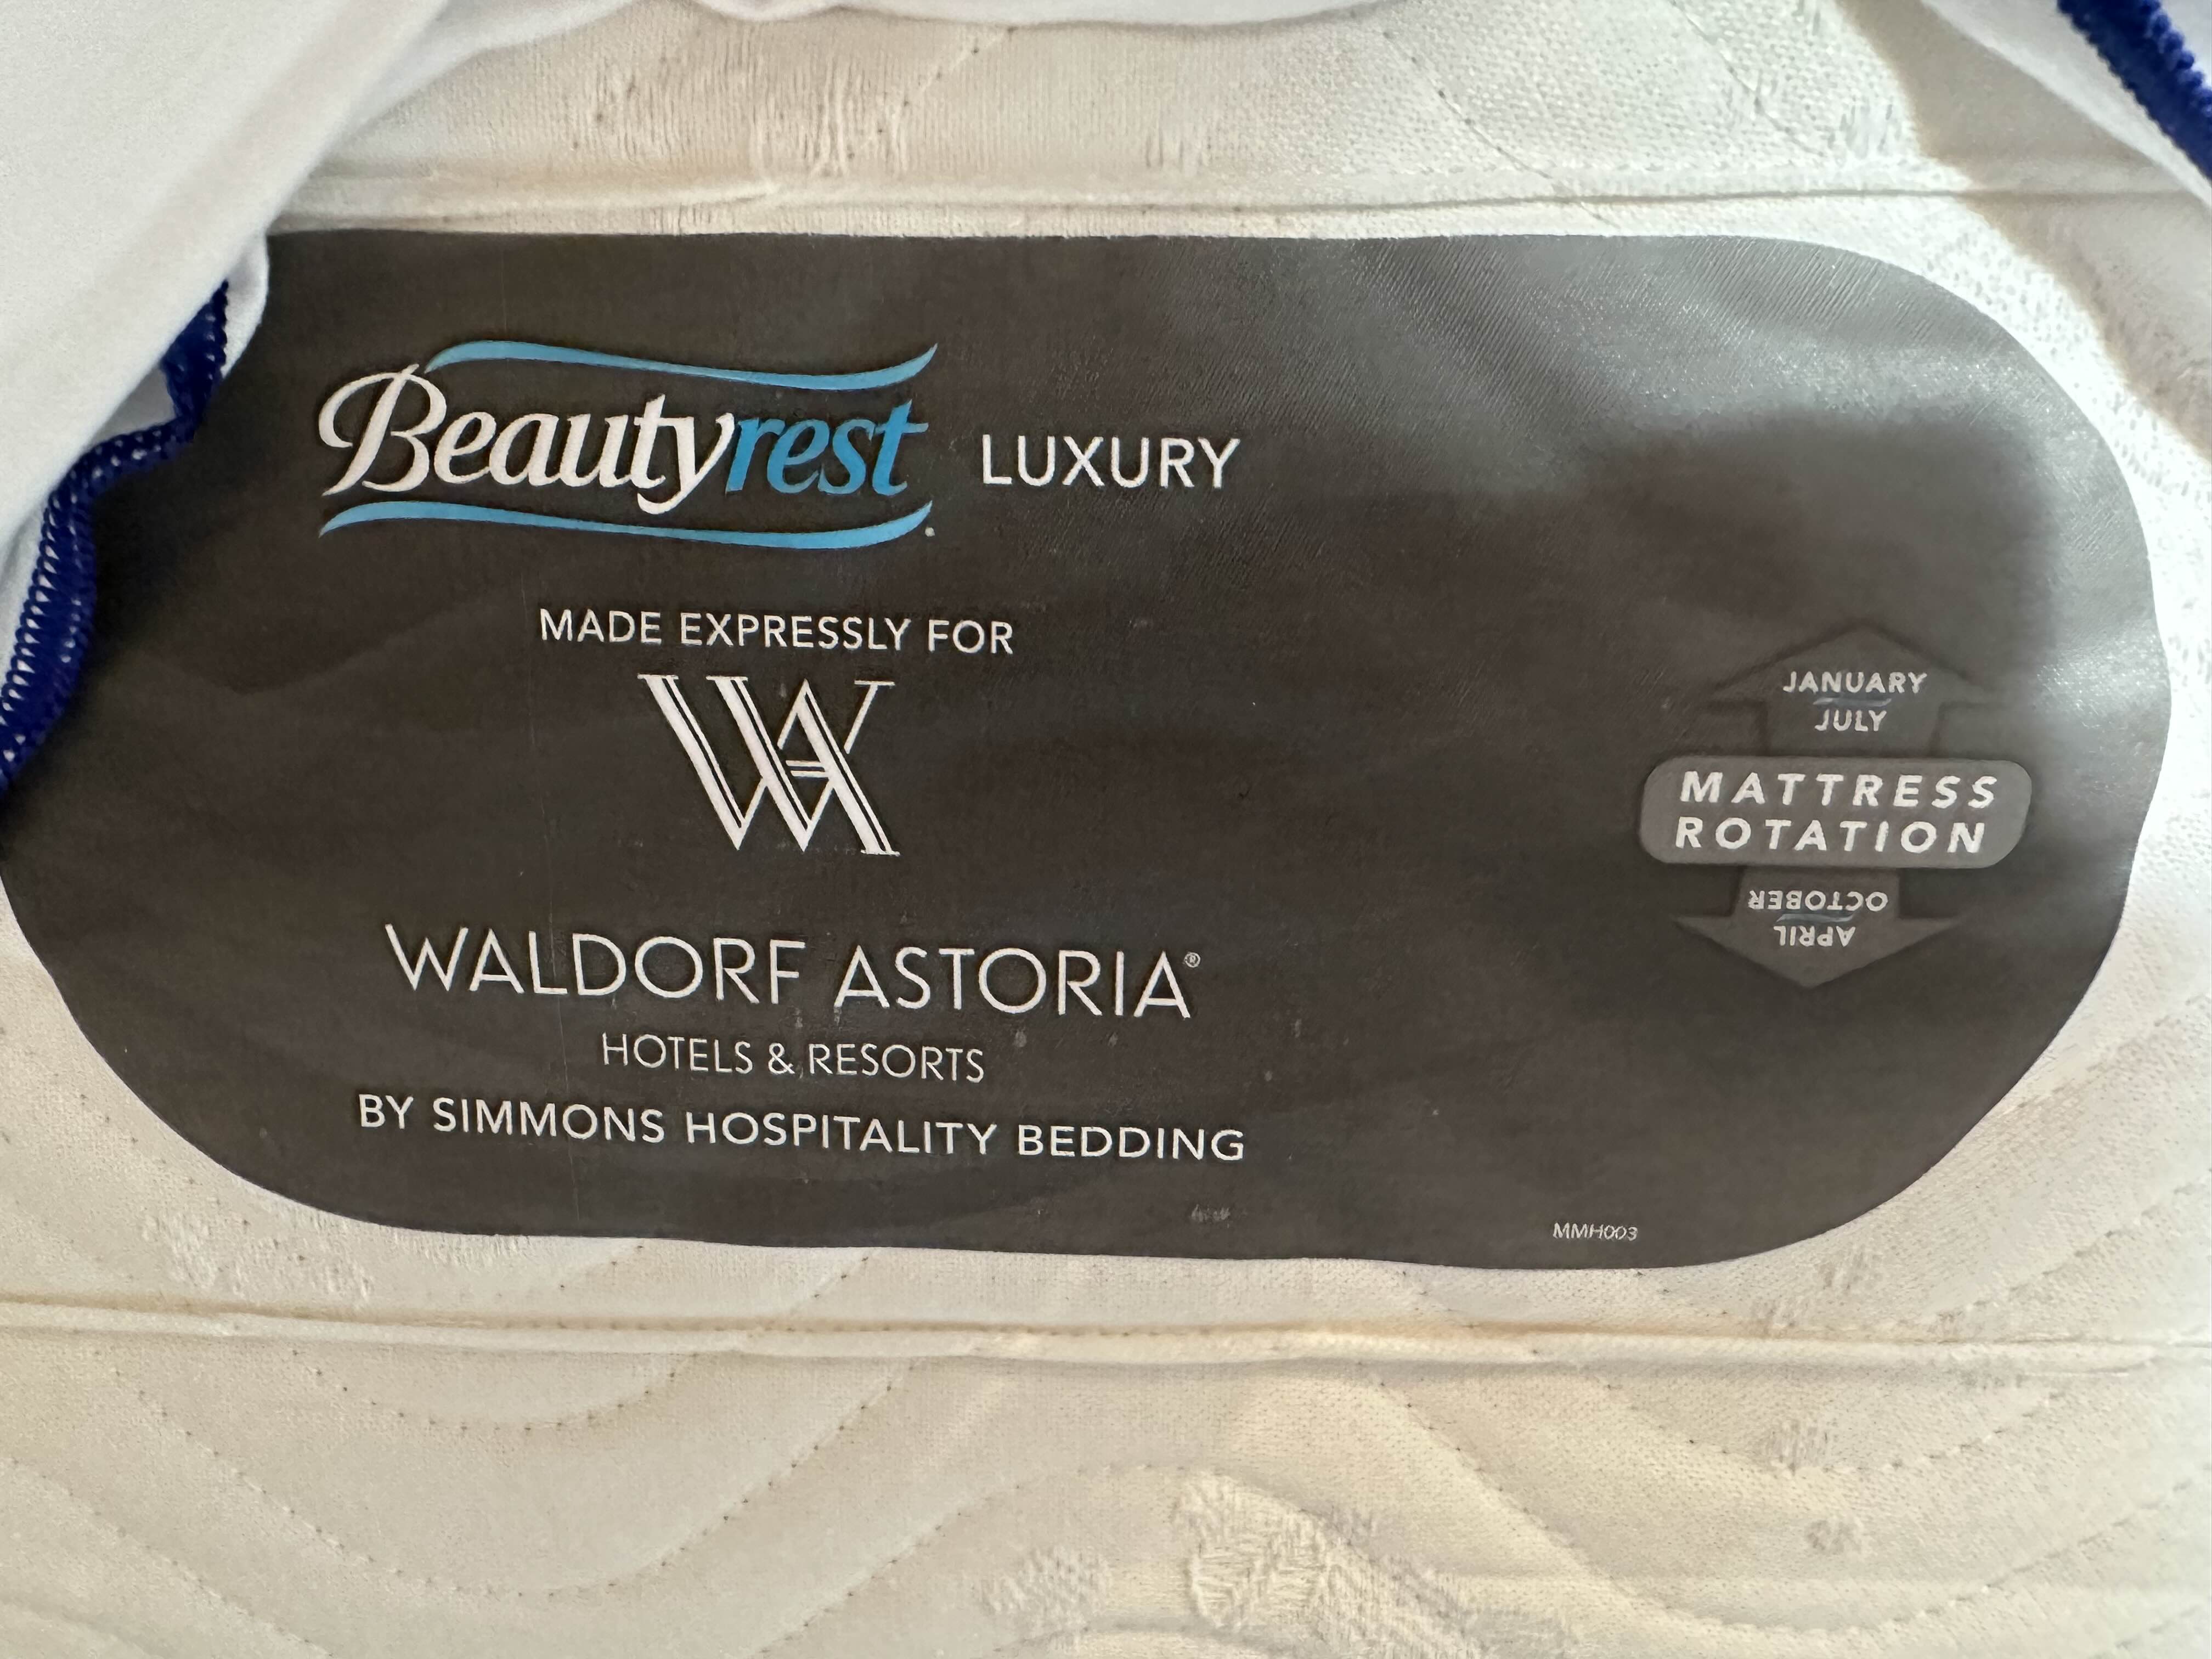 Beautyrest LUXURY
MADE EXPRESSLY FOR
WA
WALDORF ASTORIA®
HOTELS & RESORTS
BY SIMMONS HOSPITALITY BEDDING
JANUARY
JULY
MATTRESS
ROTATION
OCTOBER
APRIL
MMH003